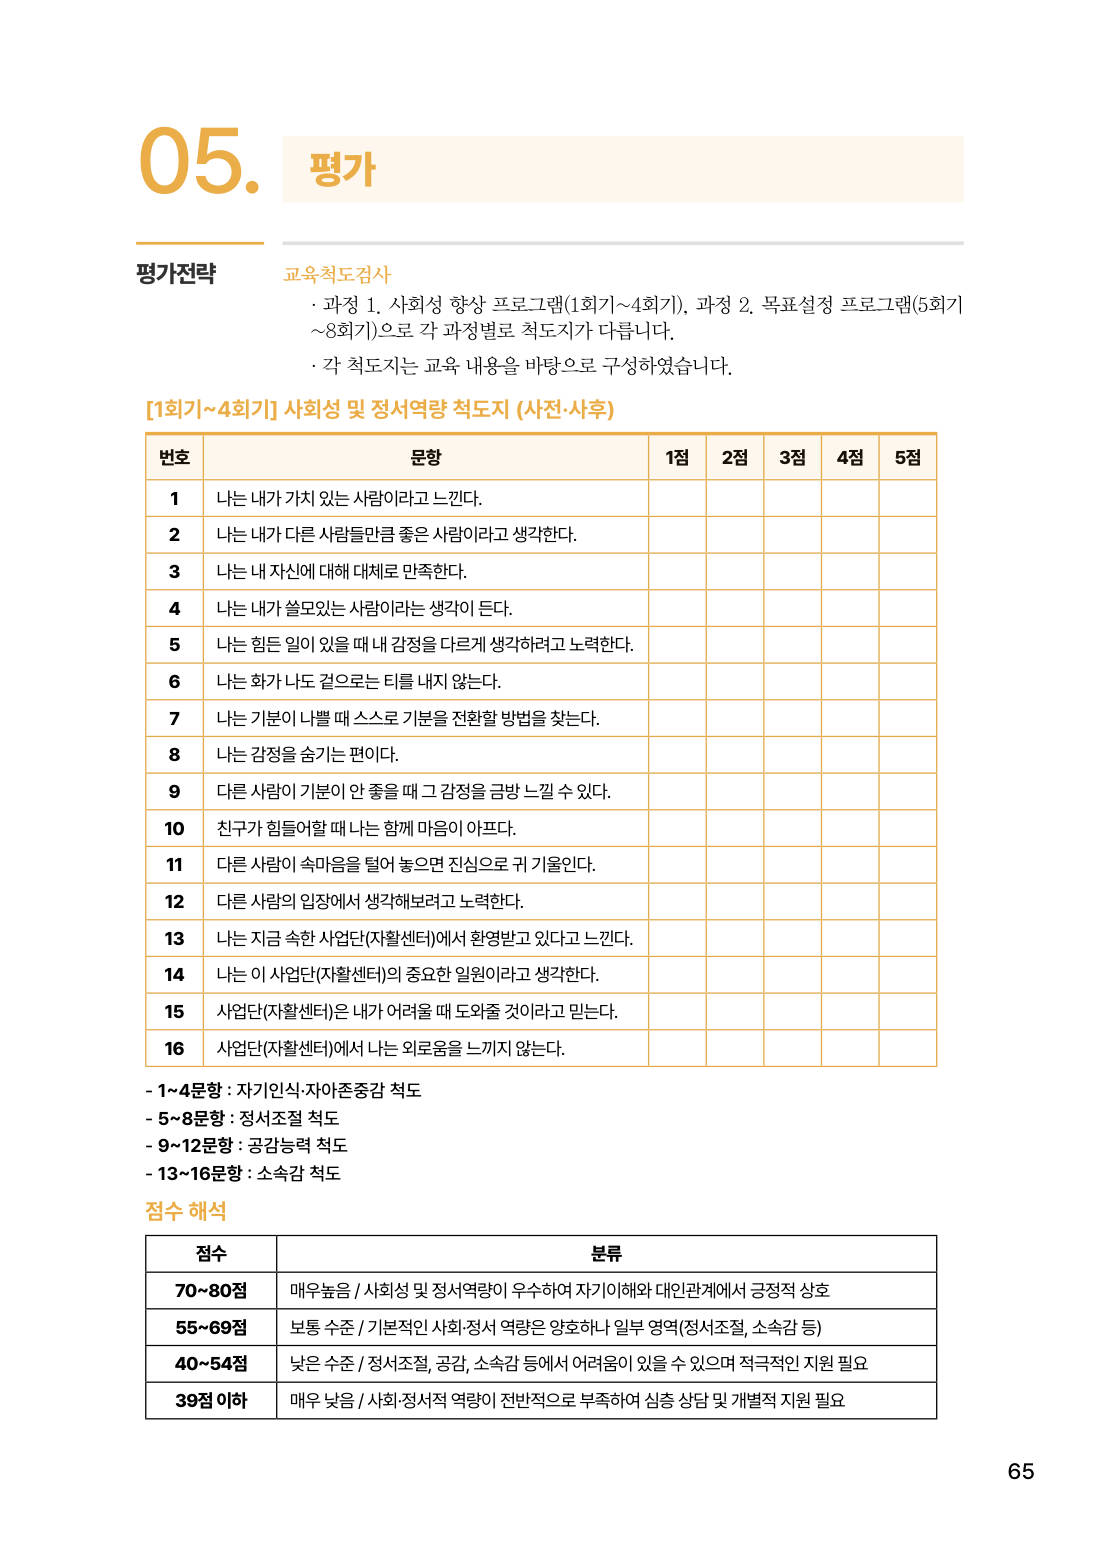 05.
평가
평가전략
교육척도검사
· 과정 1. 사회성 향상 프로그램(1회기~4회기), 과정 2. 목표설정 프로그램(5회기
~8회기)으로 각 과정별로 척도지가 다릅니다.
· 각 척도지는 교육 내용을 바탕으로 구성하였습니다.
[1회기~4회기] 사회성 및 정서역량 척도지 (사전·사후)
번호 문항 1점 2점 3점 4점 5점
1 나는 내가 가치 있는 사람이라고 느낀다.
2 나는 내가 다른 사람들만큼 좋은 사람이라고 생각한다.
3 나는 내 자신에 대해 대체로 만족한다.
4 나는 내가 쓸모있는 사람이라는 생각이 든다.
5 나는 힘든 일이 있을 때 내 감정을 다르게 생각하려고 노력한다.
6 나는 화가 나도 겉으로는 티를 내지 않는다.
7 나는 기분이 나쁠 때 스스로 기분을 전환할 방법을 찾는다.
8 나는 감정을 숨기는 편이다.
9 다른 사람이 기분이 안 좋을 때 그 감정을 금방 느낄 수 있다.
10 친구가 힘들어할 때 나는 함께 마음이 아프다.
11 다른 사람이 속마음을 털어 놓으면 진심으로 귀 기울인다.
12 다른 사람의 입장에서 생각해보려고 노력한다.
13 나는 지금 속한 사업단(자활센터)에서 환영받고 있다고 느낀다.
14 나는 이 사업단(자활센터)의 중요한 일원이라고 생각한다.
15 사업단(자활센터)은 내가 어려울 때 도와줄 것이라고 믿는다.
16 사업단(자활센터)에서 나는 외로움을 느끼지 않는다.
- 1~4문항 : 자기인식·자아존중감 척도
- 5~8문항 : 정서조절 척도
- 9~12문항 : 공감능력 척도
- 13~16문항 : 소속감 척도
점수 해석
점수 분류
70~80점 매우높음 / 사회성 및 정서역량이 우수하여 자기이해와 대인관계에서 긍정적 상호
55~69점 보통 수준 / 기본적인 사회·정서 역량은 양호하나 일부 영역(정서조절, 소속감 등)
40~54점 낮은 수준 / 정서조절, 공감, 소속감 등에서 어려움이 있을 수 있으며 적극적인 지원 필요
39점 이하 매우 낮음 / 사회·정서적 역량이 전반적으로 부족하여 심층 상담 및 개별적 지원 필요
65